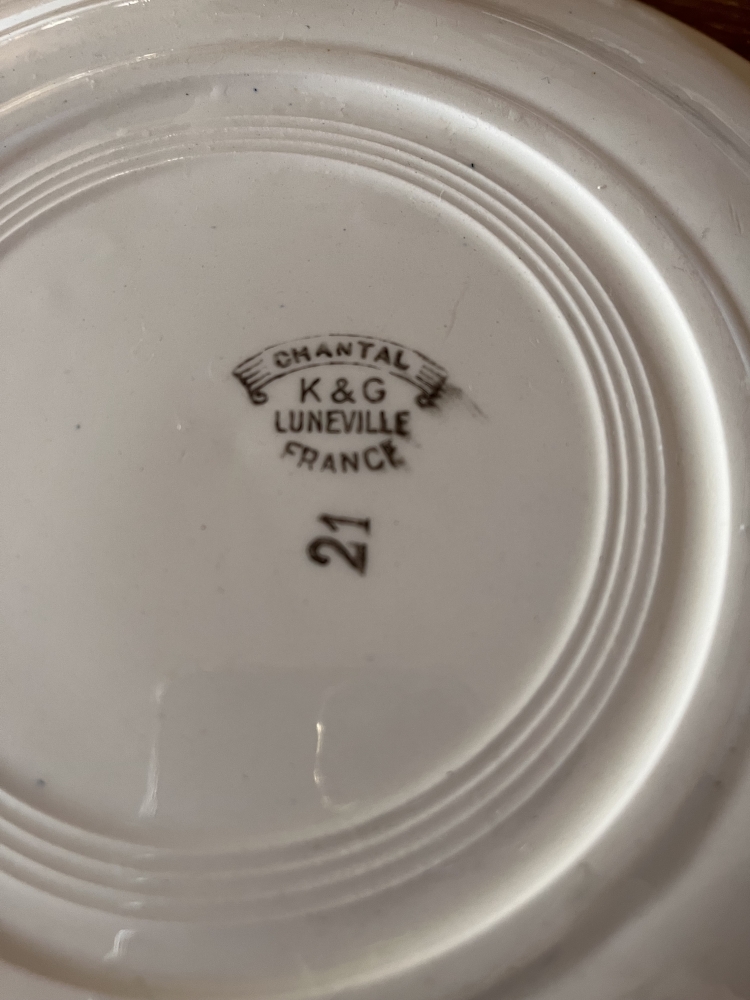 CHANTAL
K & G
LUNEVILLE
FRANCE
21